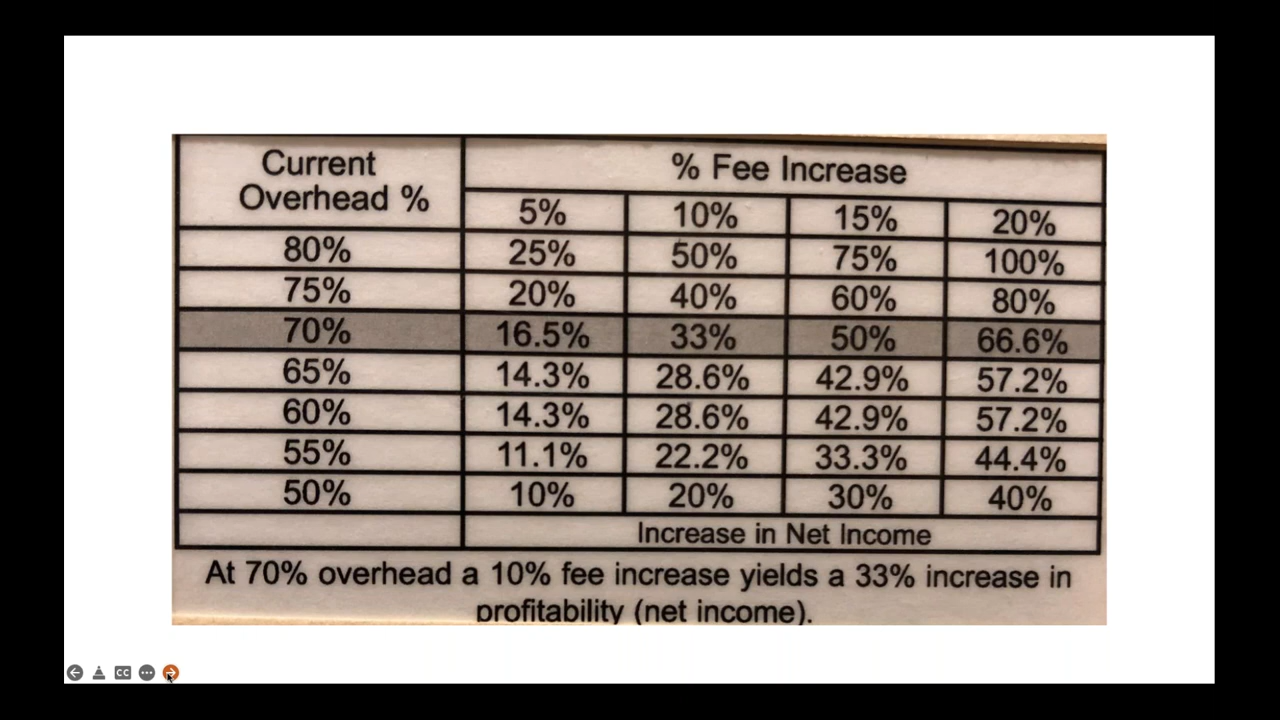 Current
Overhead %
% Fee Increase
5% 10% 15% 20%
80% 25% 50% 75% 100%
75% 20% 40% 60% 80%
70% 16.5% 33% 50% 66.6%
65% 14.3% 28.6% 42.9% 57.2%
60% 14.3% 28.6% 42.9% 57.2%
55% 11.1% 22.2% 33.3% 44.4%
50% 10% 20% 30% 40%
Increase in Net Income
At 70% overhead a 10% fee increase yields a 33% increase in
profitability (net income).
CC